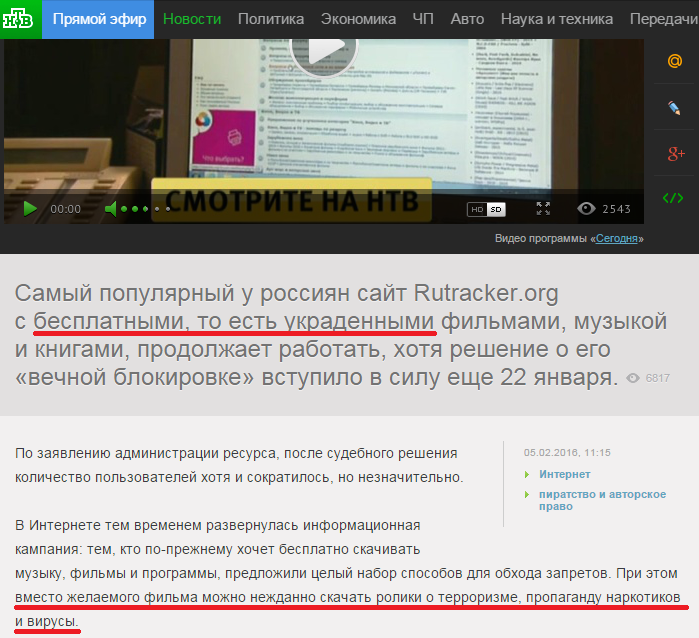 НТВ Прямой эфир Новости Политика Экономика ЧП Авто Наука и техника Передачи
Что выбрать?
СМОТРИТЕ НА НТВ
00:00 HD SD 2543
Видео программы «Сегодня»
Самый популярный у россиян сайт Rutracker.org
с бесплатными, то есть украденными фильмами, музыкой
и книгами, продолжает работать, хотя решение о его
«вечной блокировке» вступило в силу еще 22 января. 6817
По заявлению администрации ресурса, после судебного решения
количество пользователей хотя и сократилось, но незначительно.
05.02.2016, 11:15
Интернет
пиратство и авторское
право
В Интернете тем временем развернулась информационная
кампания: тем, кто по-прежнему хочет бесплатно скачивать
музыку, фильмы и программы, предложили целый набор способов для обхода запретов. При этом
вместо желаемого фильма можно нежданно скачать ролики о терроризме, пропаганду наркотиков
и вирусы.